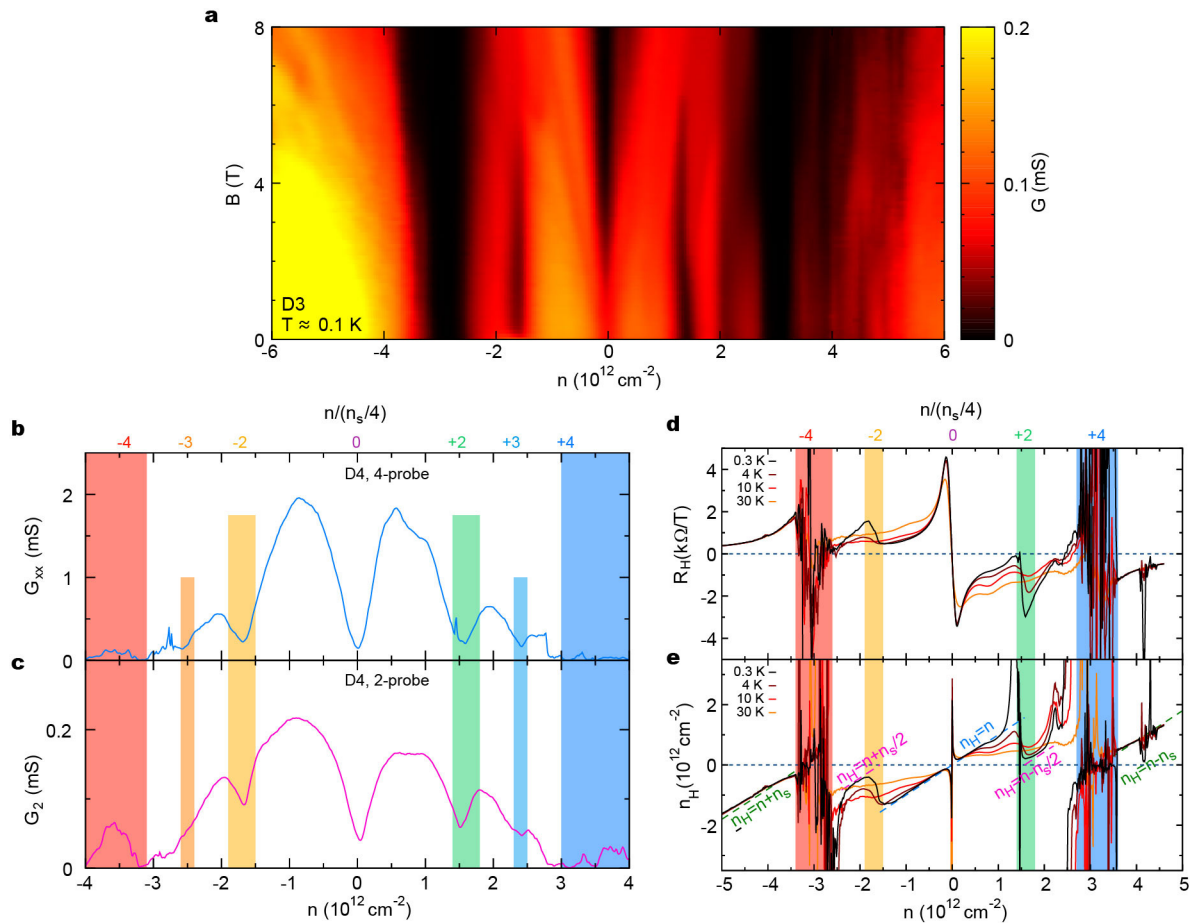 a
8
4
0
B (T)
D3
T ≈ 0.1 K
-6 -4 -2 0 2 4 6
n (10¹² cm⁻²)
0.2
0.1
0
G (mS)
b
n/(nₛ/4)
-4 -3 -2 0 +2 +3 +4
D4, 4-probe
2
1
0
Gₓₓ (mS)
c
D4, 2-probe
0.2
0
G₂ (mS)
-4 -3 -2 -1 0 1 2 3 4
n (10¹² cm⁻²)
d
n/(nₛ/4)
-4 -2 0 +2 +4
0.3 K
4 K
10 K
30 K
4
2
0
-2
-4
R_H(kΩ/T)
e
0.3 K
4 K
10 K
30 K
2
0
-2
n_H(10¹² cm⁻²)
n_H=n+nₛ
n_H=n+nₛ/2
n_H=n
n_H=n-nₛ/2
n_H=n-nₛ
-5 -4 -3 -2 -1 0 1 2 3 4 5
n (10¹² cm⁻²)